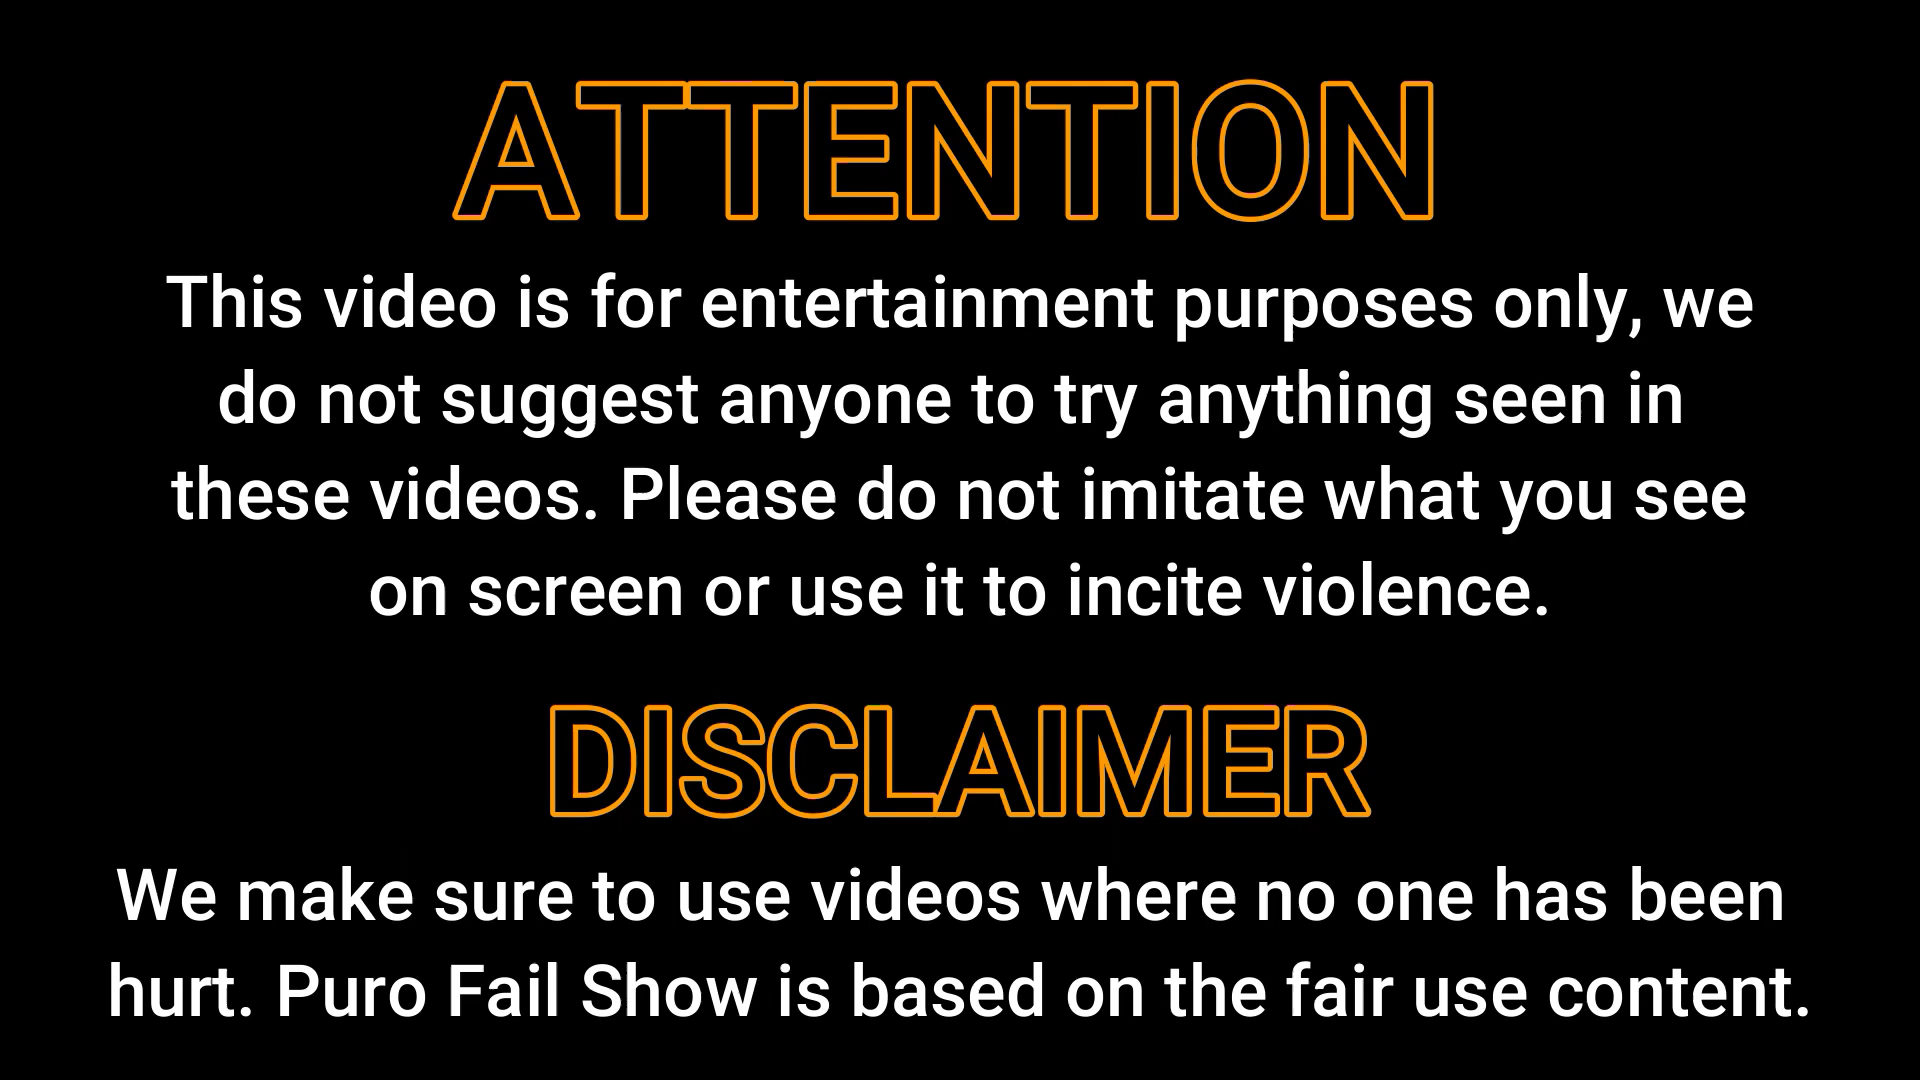 ATTENTION
This video is for entertainment purposes only, we
do not suggest anyone to try anything seen in
these videos. Please do not imitate what you see
on screen or use it to incite violence.
DISCLAIMER
We make sure to use videos where no one has been
hurt. Puro Fail Show is based on the fair use content.